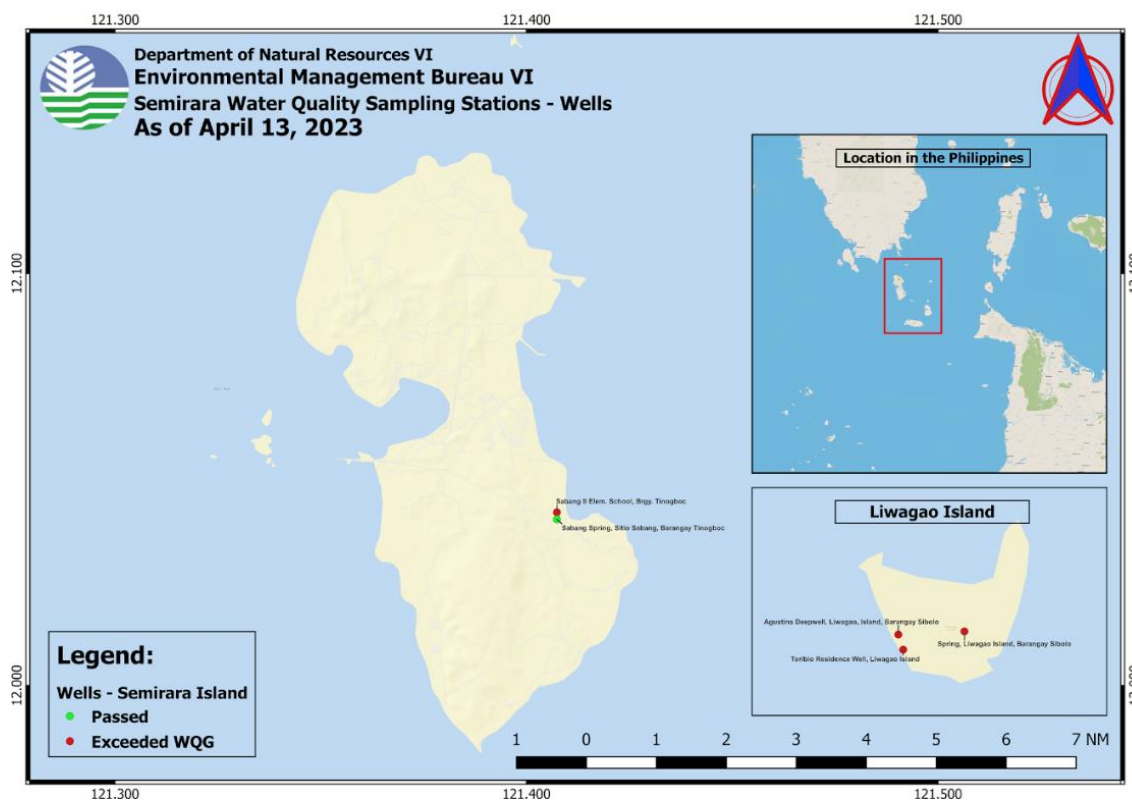 121.300
121.400
121.500
Department of Natural Resources VI
Environmental Management Bureau VI
Semirara Water Quality Sampling Stations - Wells
As of April 13, 2023
Location in the Philippines
12.100
12.100
Sabang II Elem. School, Brgy. Tinogboc
Sabang Spring, Sitio Sabang, Barangay Tinogboc
Liwagao Island
Agustins Deepwell, Liwagao, Island, Barangay Sibolo
Spring, Liwagao Island, Barangay Sibolo
Toribio Residence Well, Liwagao Island
Legend:
Wells - Semirara Island
Passed
Exceeded WQG
12.000
12.000
1 0 1 2 3 4 5 6 7 NM
121.300
121.400
121.500